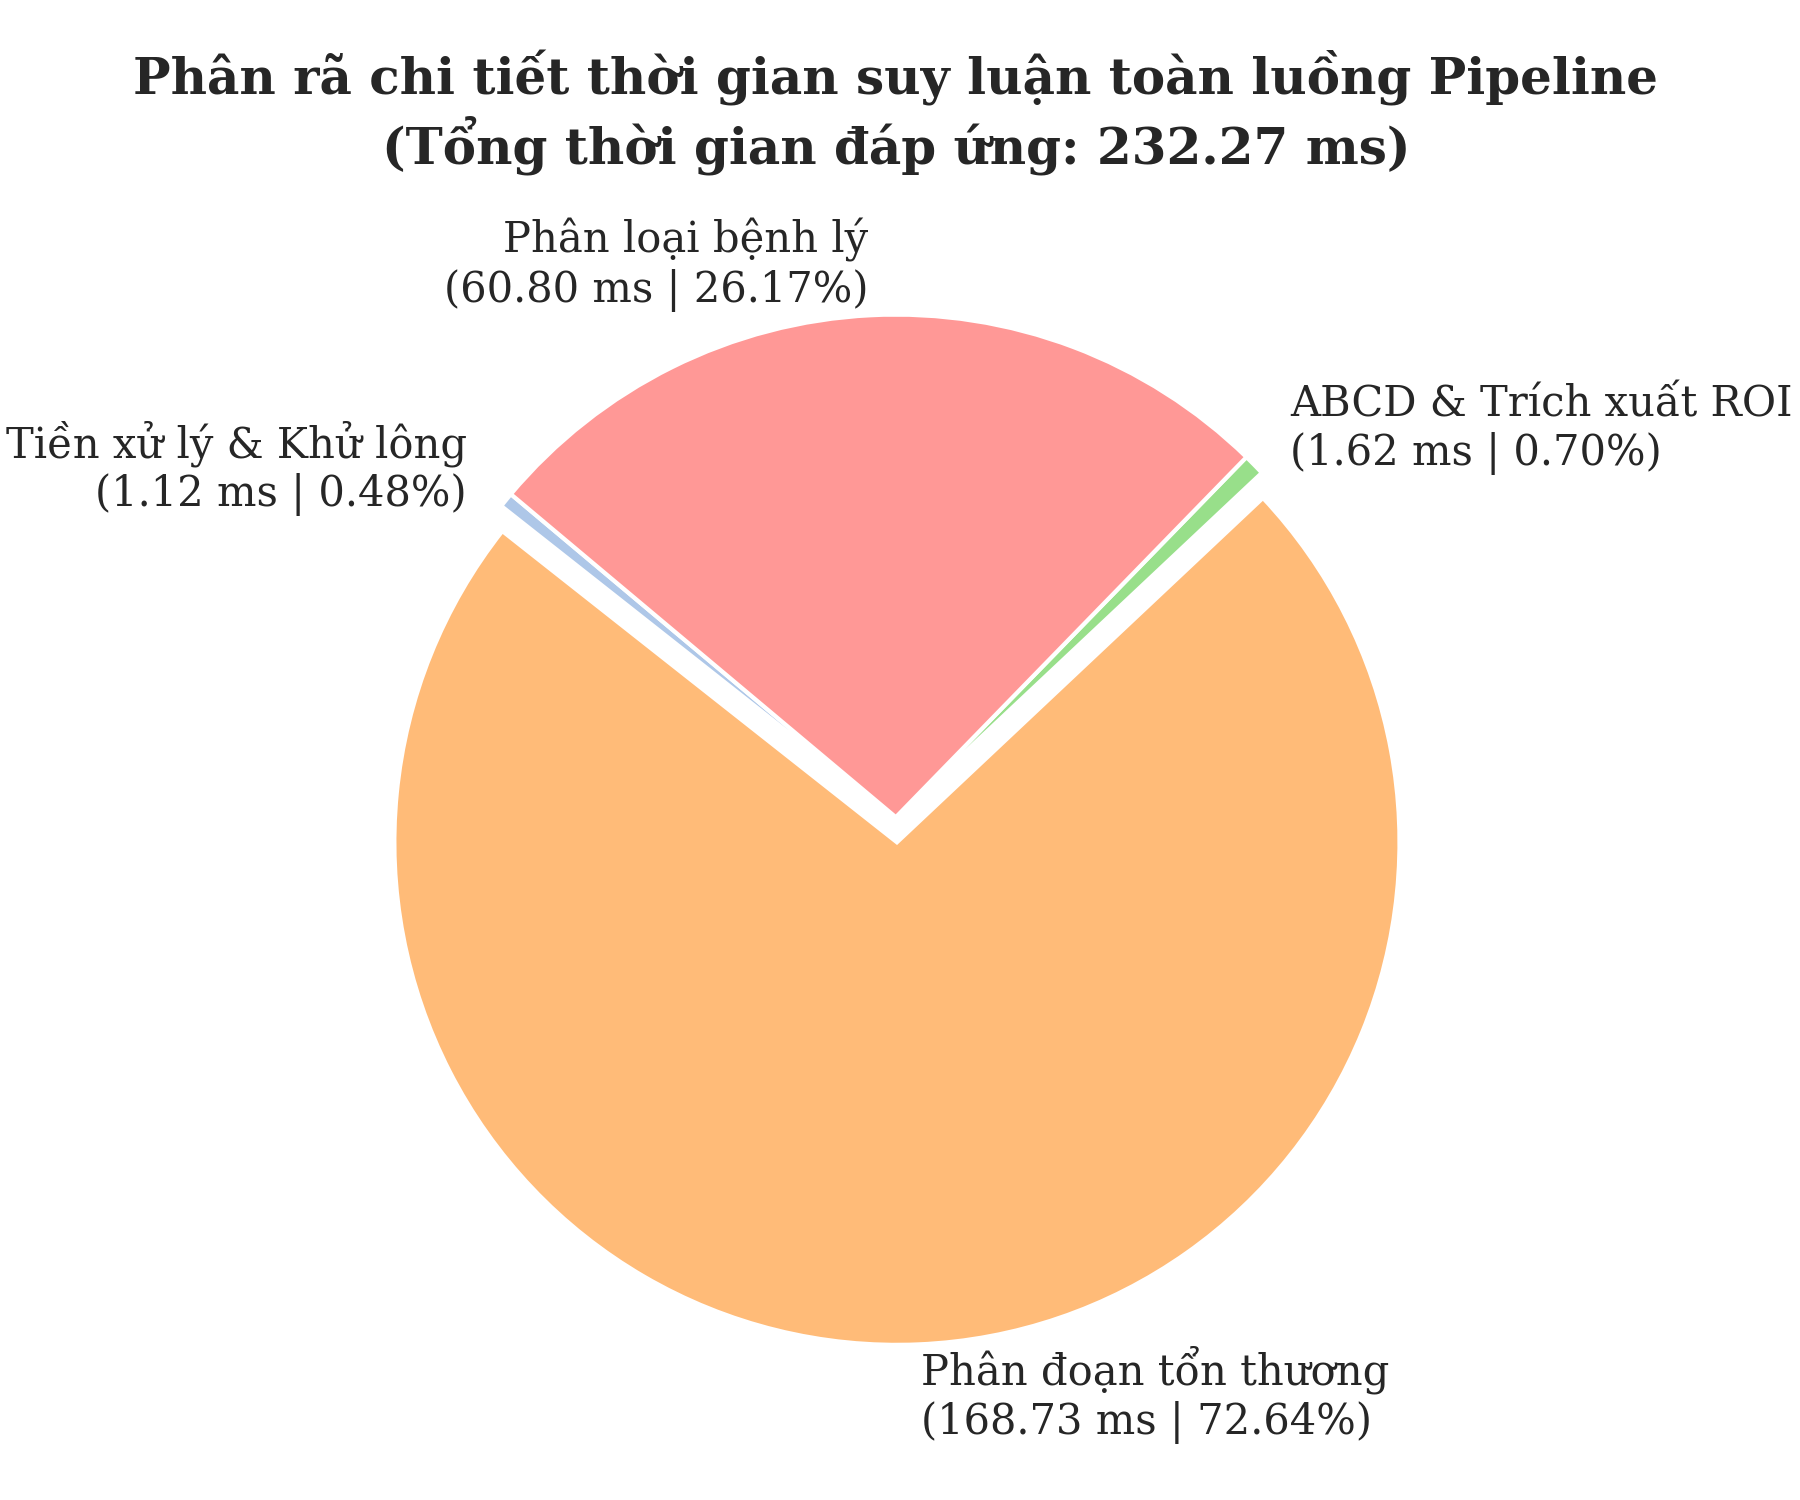 Phân rã chi tiết thời gian suy luận toàn luồng Pipeline
(Tổng thời gian đáp ứng: 232.27 ms)
Phân loại bệnh lý
(60.80 ms | 26.17%)
ABCD & Trích xuất ROI
(1.62 ms | 0.70%)
Tiền xử lý & Khử lông
(1.12 ms | 0.48%)
Phân đoạn tổn thương
(168.73 ms | 72.64%)